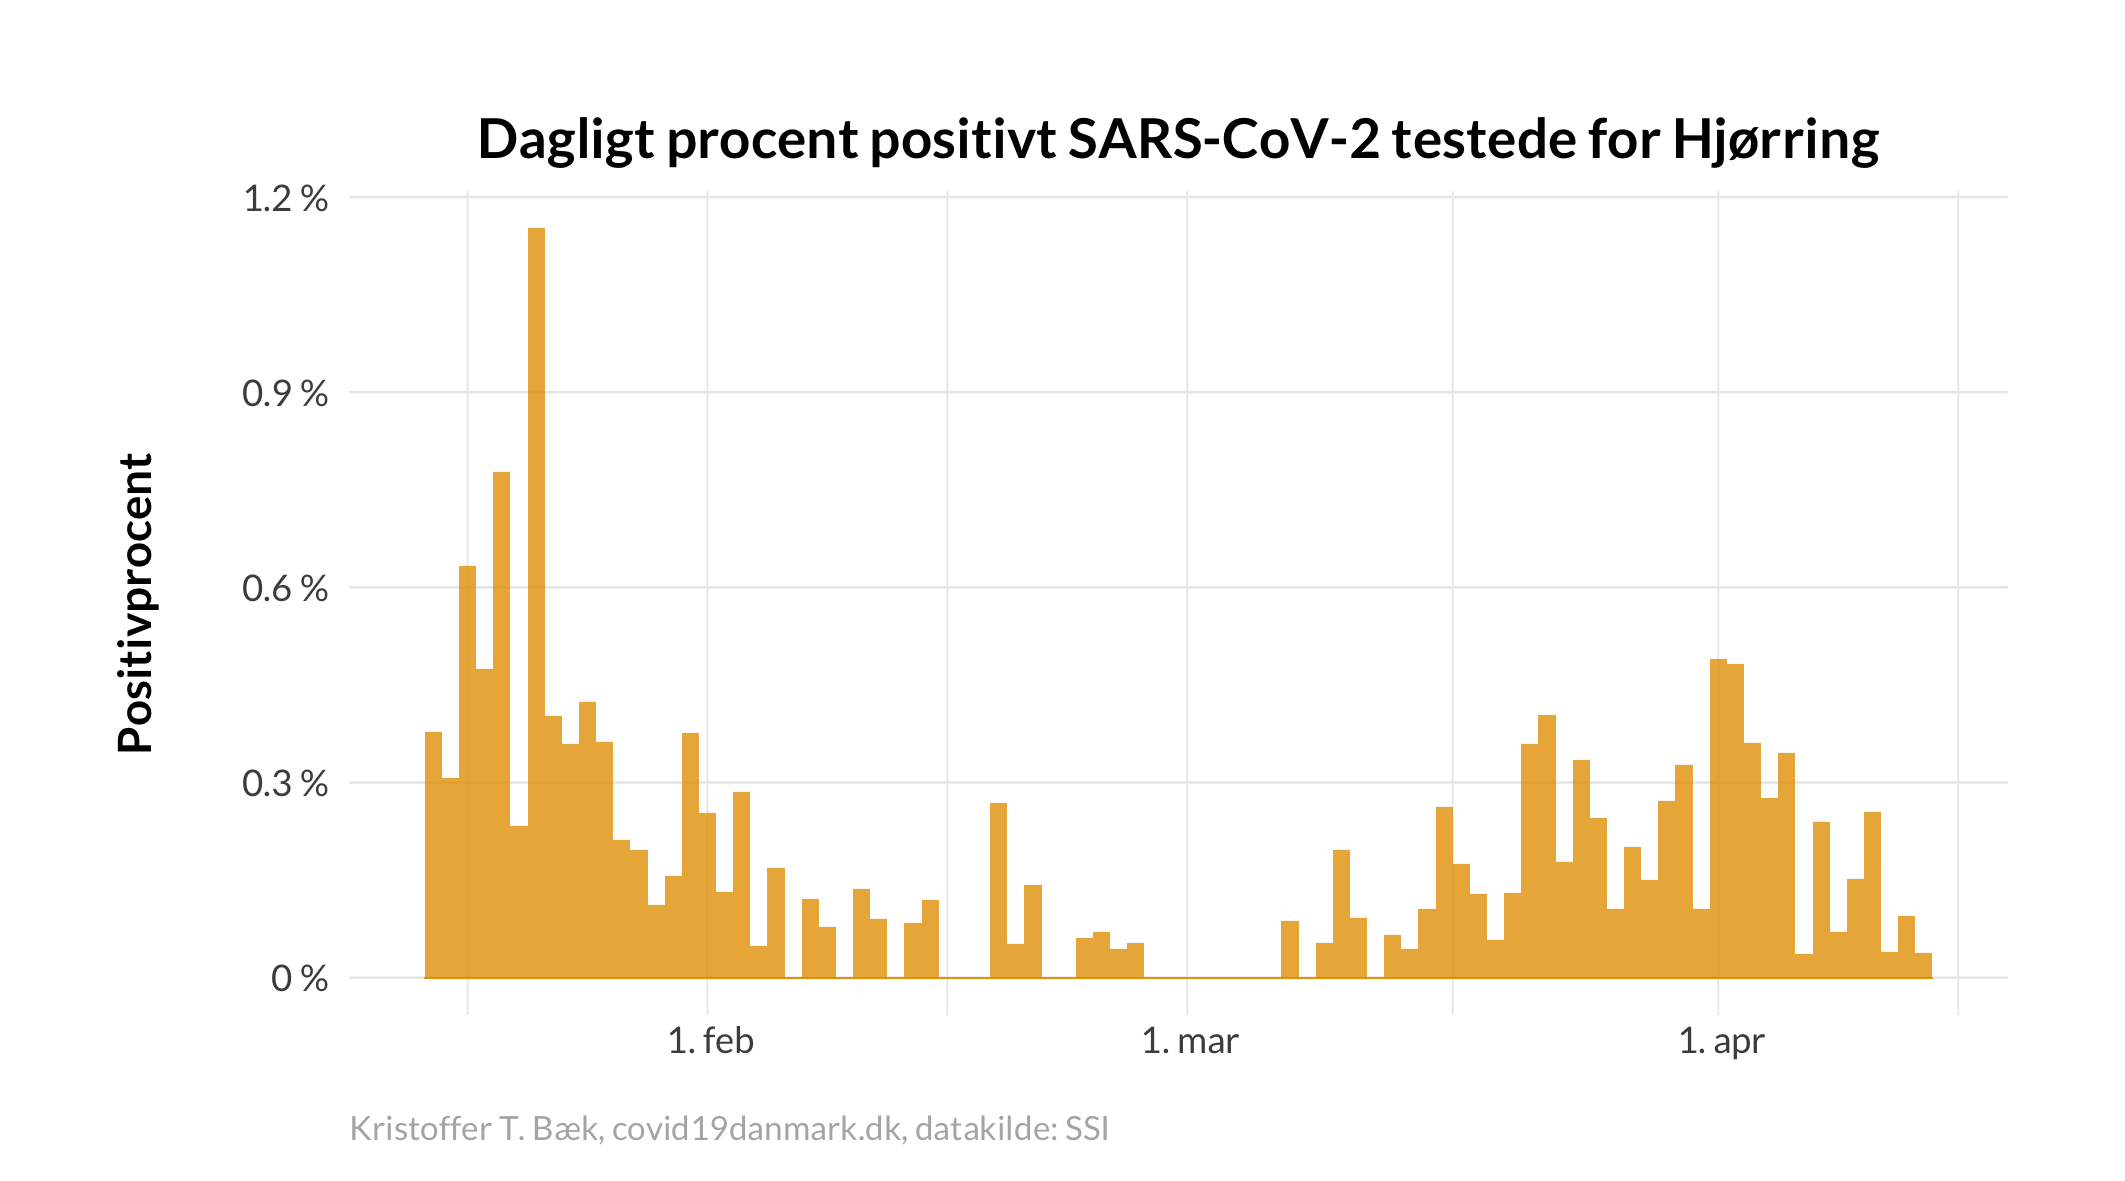 Dagligt procent positivt SARS-CoV-2 testede for Hjørring
Positivprocent
1.2 %
0.9 %
0.6 %
0.3 %
0 %
1. feb
1. mar
1. apr
Kristoffer T. Bæk, covid19danmark.dk, datakilde: SSI